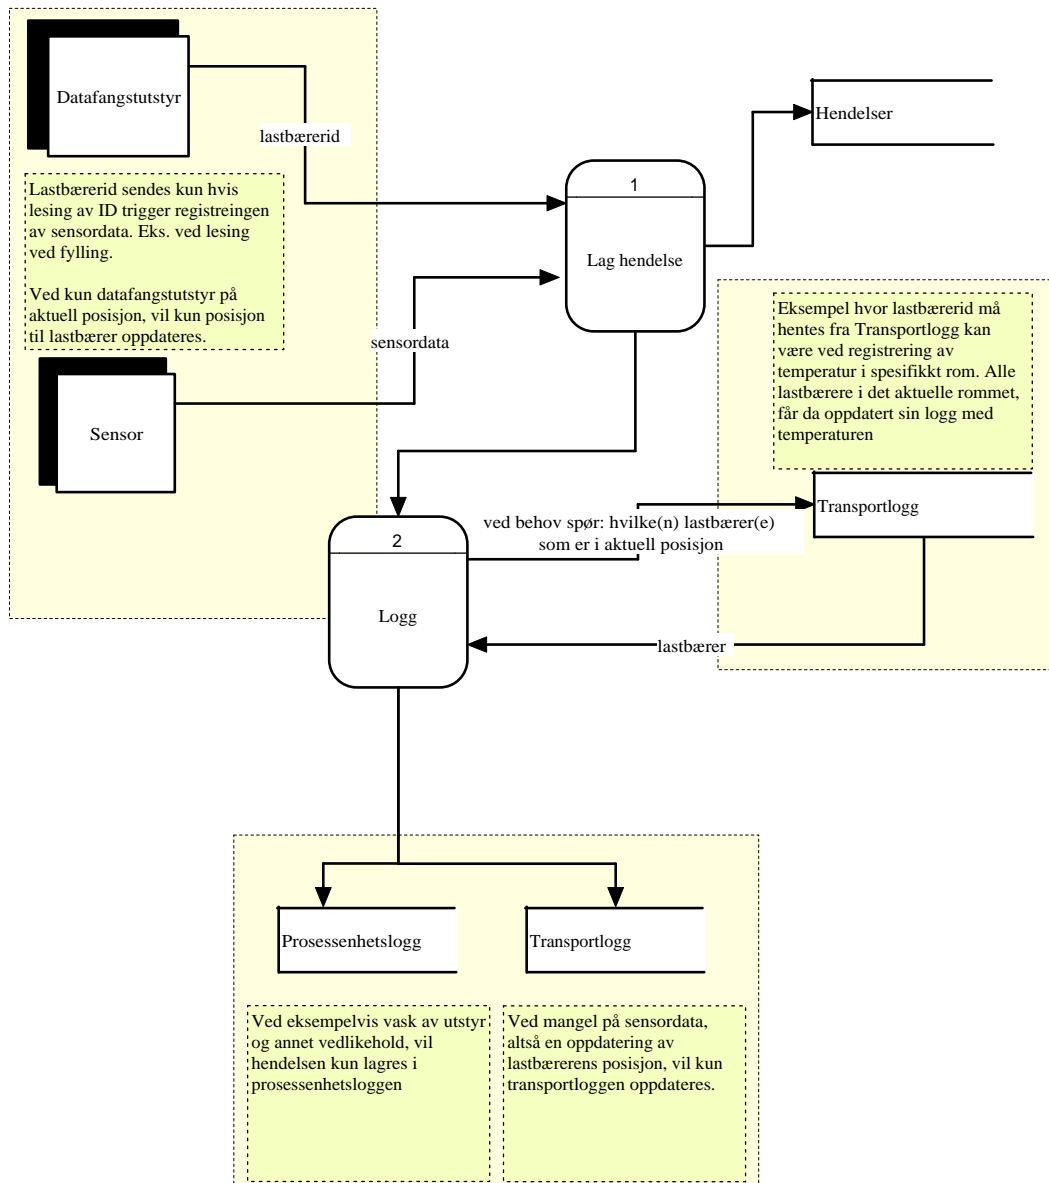 Datafangstutstyr
lastbærerid
Hendelser
Lastbærerid sendes kun hvis
lesing av ID trigger registreingen
av sensordata. Eks. ved lesing
ved fylling.
Ved kun datafangstutstyr på
aktuell posisjon, vil kun posisjon
til lastbærer oppdateres.
1
Lag hendelse
sensordata
Sensor
Eksempel hvor lastbærerid må
hentes fra Transportlogg kan
være ved registrering av
temperatur i spesifikkt rom. Alle
lastbærere i det aktuelle rommet,
får da oppdatert sin logg med
temperaturen
Transportlogg
ved behov spør: hvilke(n) lastbærer(e)
som er i aktuell posisjon
2
Logg
lastbærer
Prosessenhetslogg
Transportlogg
Ved eksempelvis vask av utstyr
og annet vedlikehold, vil
hendelsen kun lagres i
prosessenhetsloggen
Ved mangel på sensordata,
altså en oppdatering av
lastbærerens posisjon, vil kun
transportloggen oppdateres.